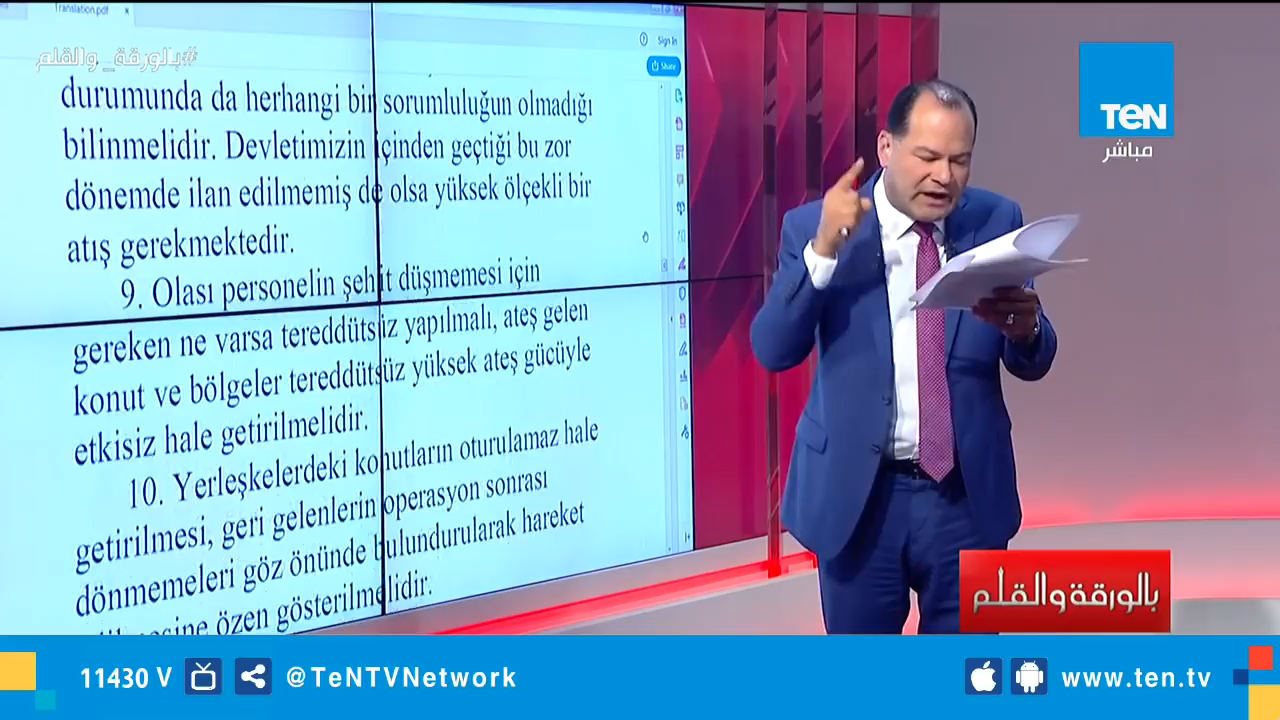 Translation.pdf
Sign In
Share
#بالورقة_والقلم
durumunda da herhangi bir sorumluluğun olmadığı
bilinmelidir. Devletimizin içinden geçtiği bu zor
dönemde ilan edilmemiş de olsa yüksek ölçekli bir
atış gerekmektedir.
9. Olası personelin şehit düşmemesi için
gereken ne varsa tereddütsüz yapılmalı, ateş gelen
konut ve bölgeler tereddütsüz yüksek ateş gücüyle
etkisiz hale getirilmelidir.
10. Yerleşkelerdeki konutların oturulamaz hale
getirilmesi, geri gelenlerin operasyon sonrası
dönmemeleri göz önünde bulundurularak hareket
özen gösterilmelidir.
TEN
مباشر
بالورقة والقلم
11430 V
@TeNTVNetwork
www.ten.tv